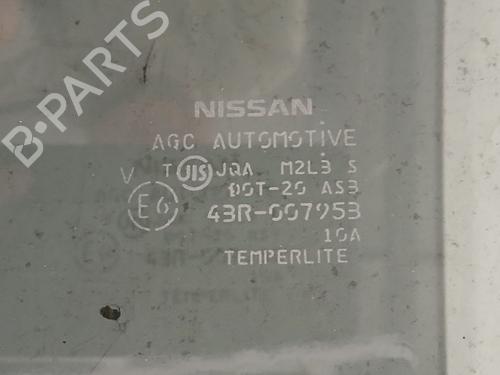 B-PARTS
NISSAN
AGC AUTOMOTIVE
V T JIS JQA M2L3 S
DOT-20 AS3
E6 43R-007953
10A
TEMPERLITE